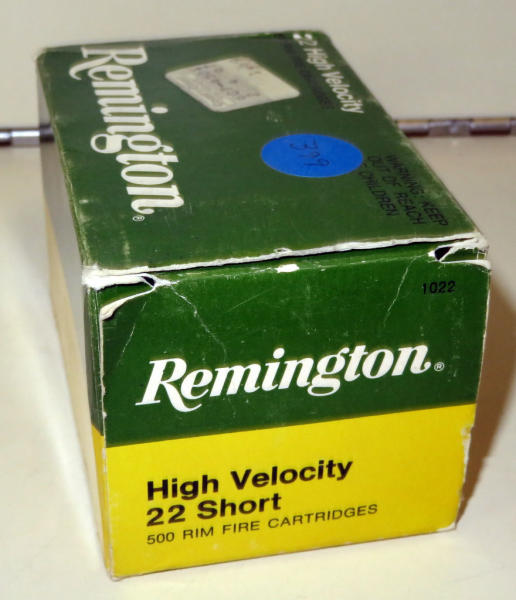 Remington®
22 High Velocity
399
WARNING: KEEP
OUT OF REACH
CHILDREN
1022
Remington®
High Velocity
22 Short
500 RIM FIRE CARTRIDGES